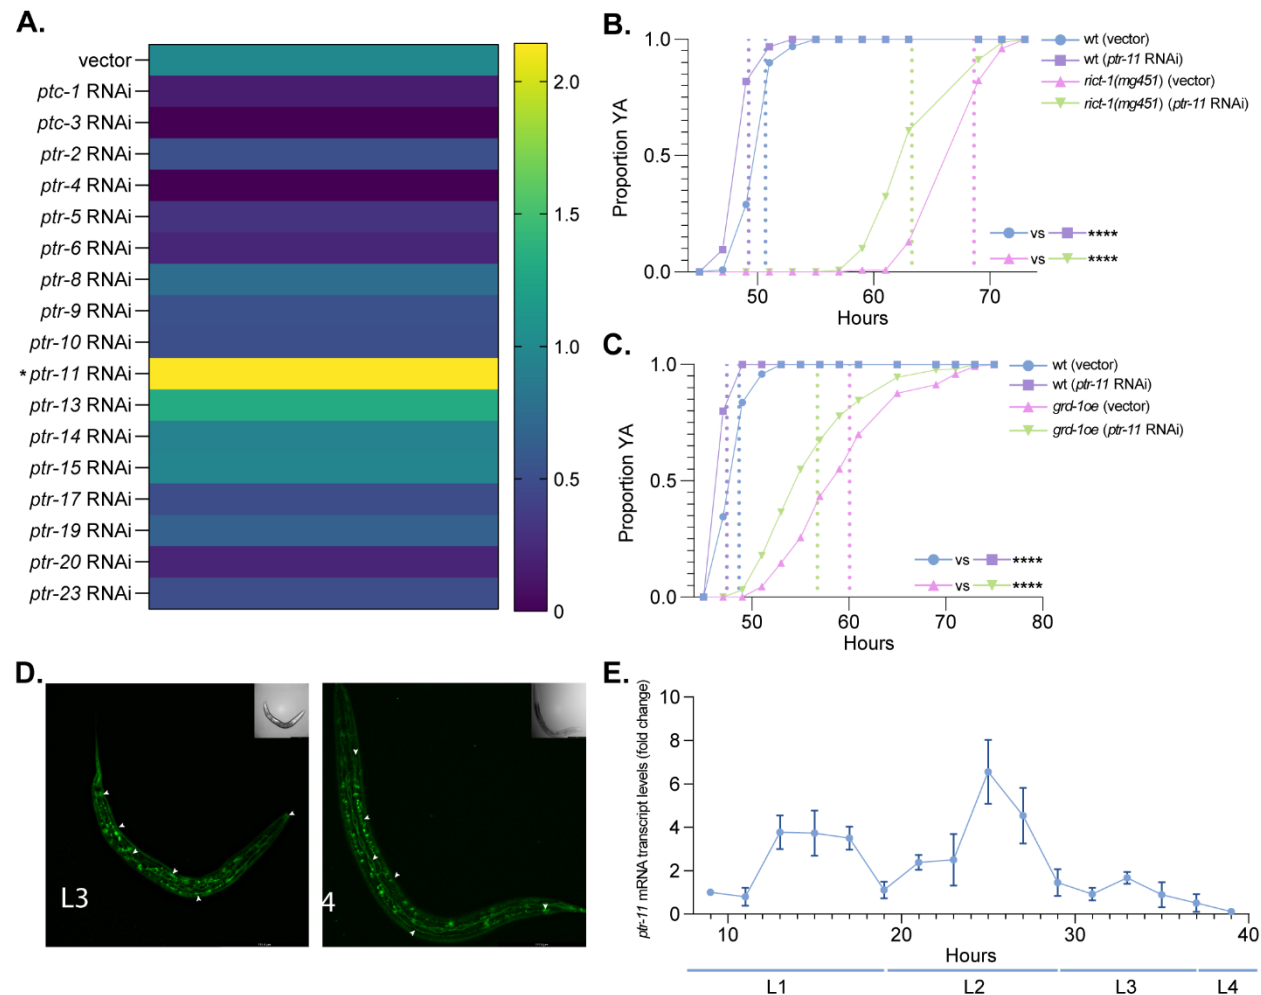 A.
vector
ptc-1 RNAi
ptc-3 RNAi
ptr-2 RNAi
ptr-4 RNAi
ptr-5 RNAi
ptr-6 RNAi
ptr-8 RNAi
ptr-9 RNAi
ptr-10 RNAi
*ptr-11 RNAi
ptr-13 RNAi
ptr-14 RNAi
ptr-15 RNAi
ptr-17 RNAi
ptr-19 RNAi
ptr-20 RNAi
ptr-23 RNAi
2.0
1.5
1.0
0.5
0
B.
Proportion YA
1.0
0.5
0.0
50 60 70
Hours
wt (vector)
wt (ptr-11 RNAi)
rict-1(mg451) (vector)
rict-1(mg451) (ptr-11 RNAi)
vs ****
vs ****
C.
Proportion YA
1.0
0.5
0.0
50 60 70 80
Hours
wt (vector)
wt (ptr-11 RNAi)
grd-1oe (vector)
grd-1oe (ptr-11 RNAi)
vs ****
vs ****
D.
L3
4
E.
ptr-11 mRNA transcript levels (fold change)
10
8
6
4
2
0
10 20 30 40
Hours
L1 L2 L3 L4